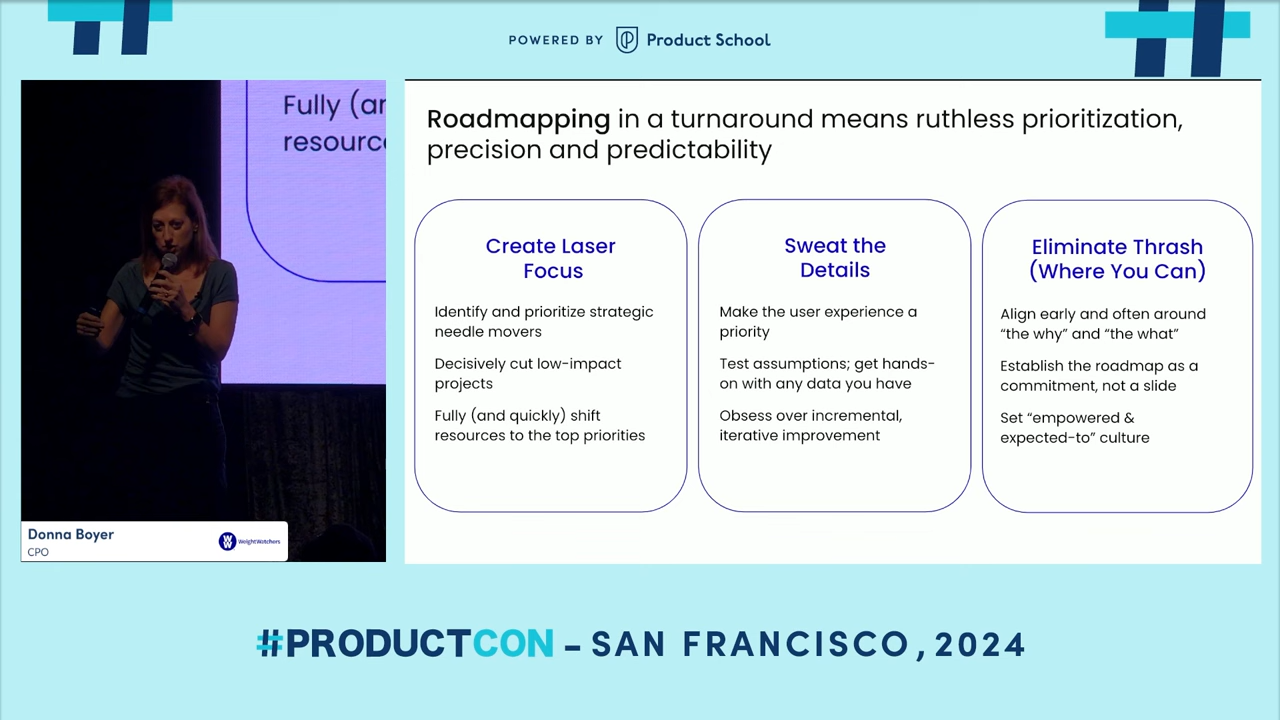 POWERED BY Product School
Fully (ar
resourc
Donna Boyer
CPO
WeightWatchers
Roadmapping in a turnaround means ruthless prioritization,
precision and predictability
Create Laser
Focus
Identify and prioritize strategic
needle movers
Decisively cut low-impact
projects
Fully (and quickly) shift
resources to the top priorities
Sweat the
Details
Make the user experience a
priority
Test assumptions; get hands-
on with any data you have
Obsess over incremental,
iterative improvement
Eliminate Thrash
(Where You Can)
Align early and often around
“the why” and “the what”
Establish the roadmap as a
commitment, not a slide
Set “empowered &
expected-to” culture
#PRODUCTCON – SAN FRANCISCO, 2024